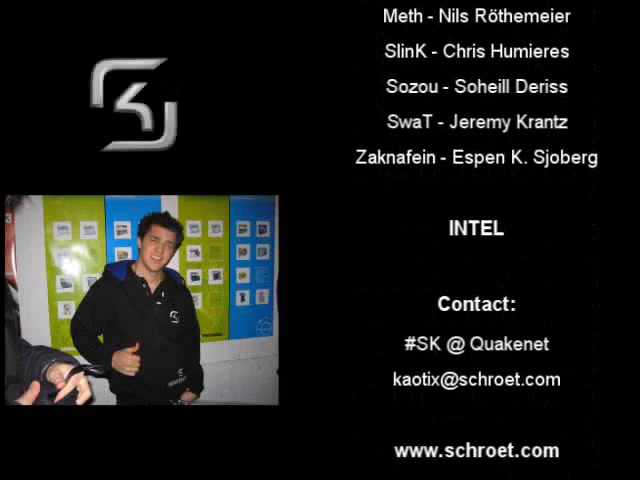 Meth - Nils Röthemeier
SlinK - Chris Humieres
Sozou - Soheill Deriss
SwaT - Jeremy Krantz
Zaknafein - Espen K. Sjoberg
INTEL
Contact:
#SK @ Quakenet
kaotix@schroet.com
www.schroet.com